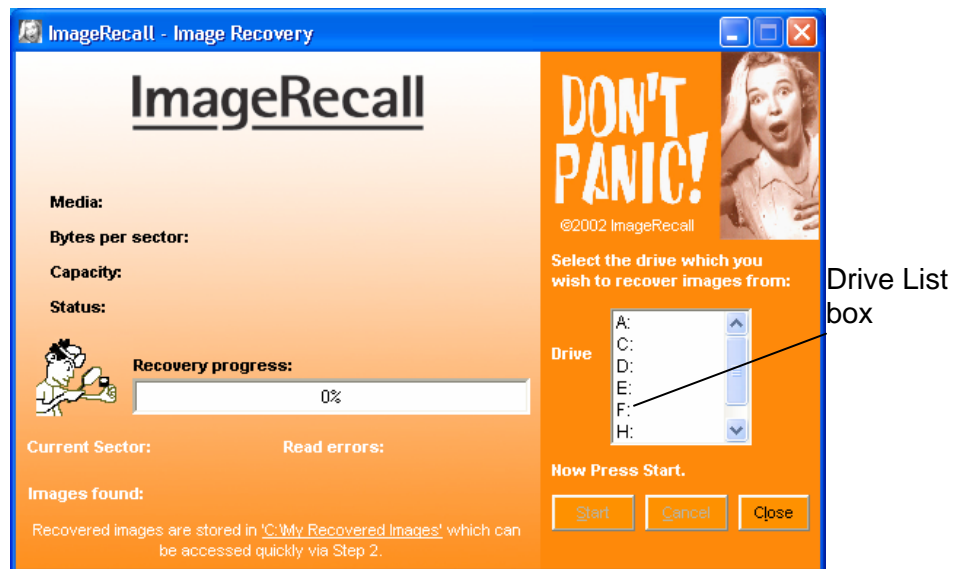 ImageRecall - Image Recovery
ImageRecall
Media:
Bytes per sector:
Capacity:
Status:
Recovery progress:
0%
Current Sector:
Read errors:
Images found:
Recovered images are stored in 'C:\My Recovered Images' which can
be accessed quickly via Step 2.
DON'T
PANIC!
©2002 ImageRecall
Select the drive which you
wish to recover images from:
Drive
A:
C:
D:
E:
F:
H:
Now Press Start.
Start
Cancel
Close
Drive List
box